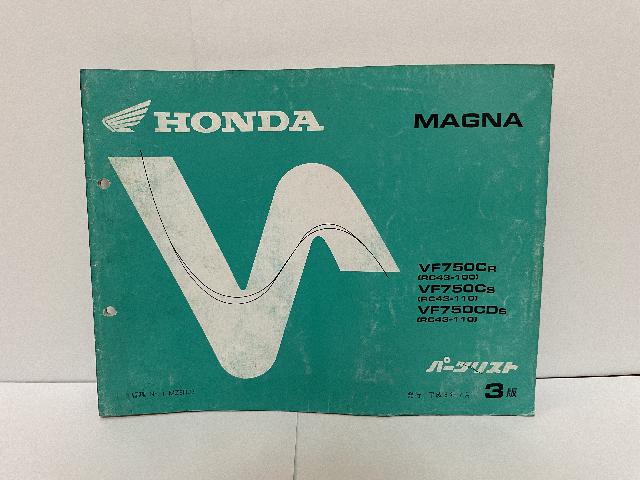 HONDA
MAGNA
VF750CR
(RC43-100)
VF750CS
(RC43-110)
VF750CDS
(RC43-110)
パーツリスト
3版